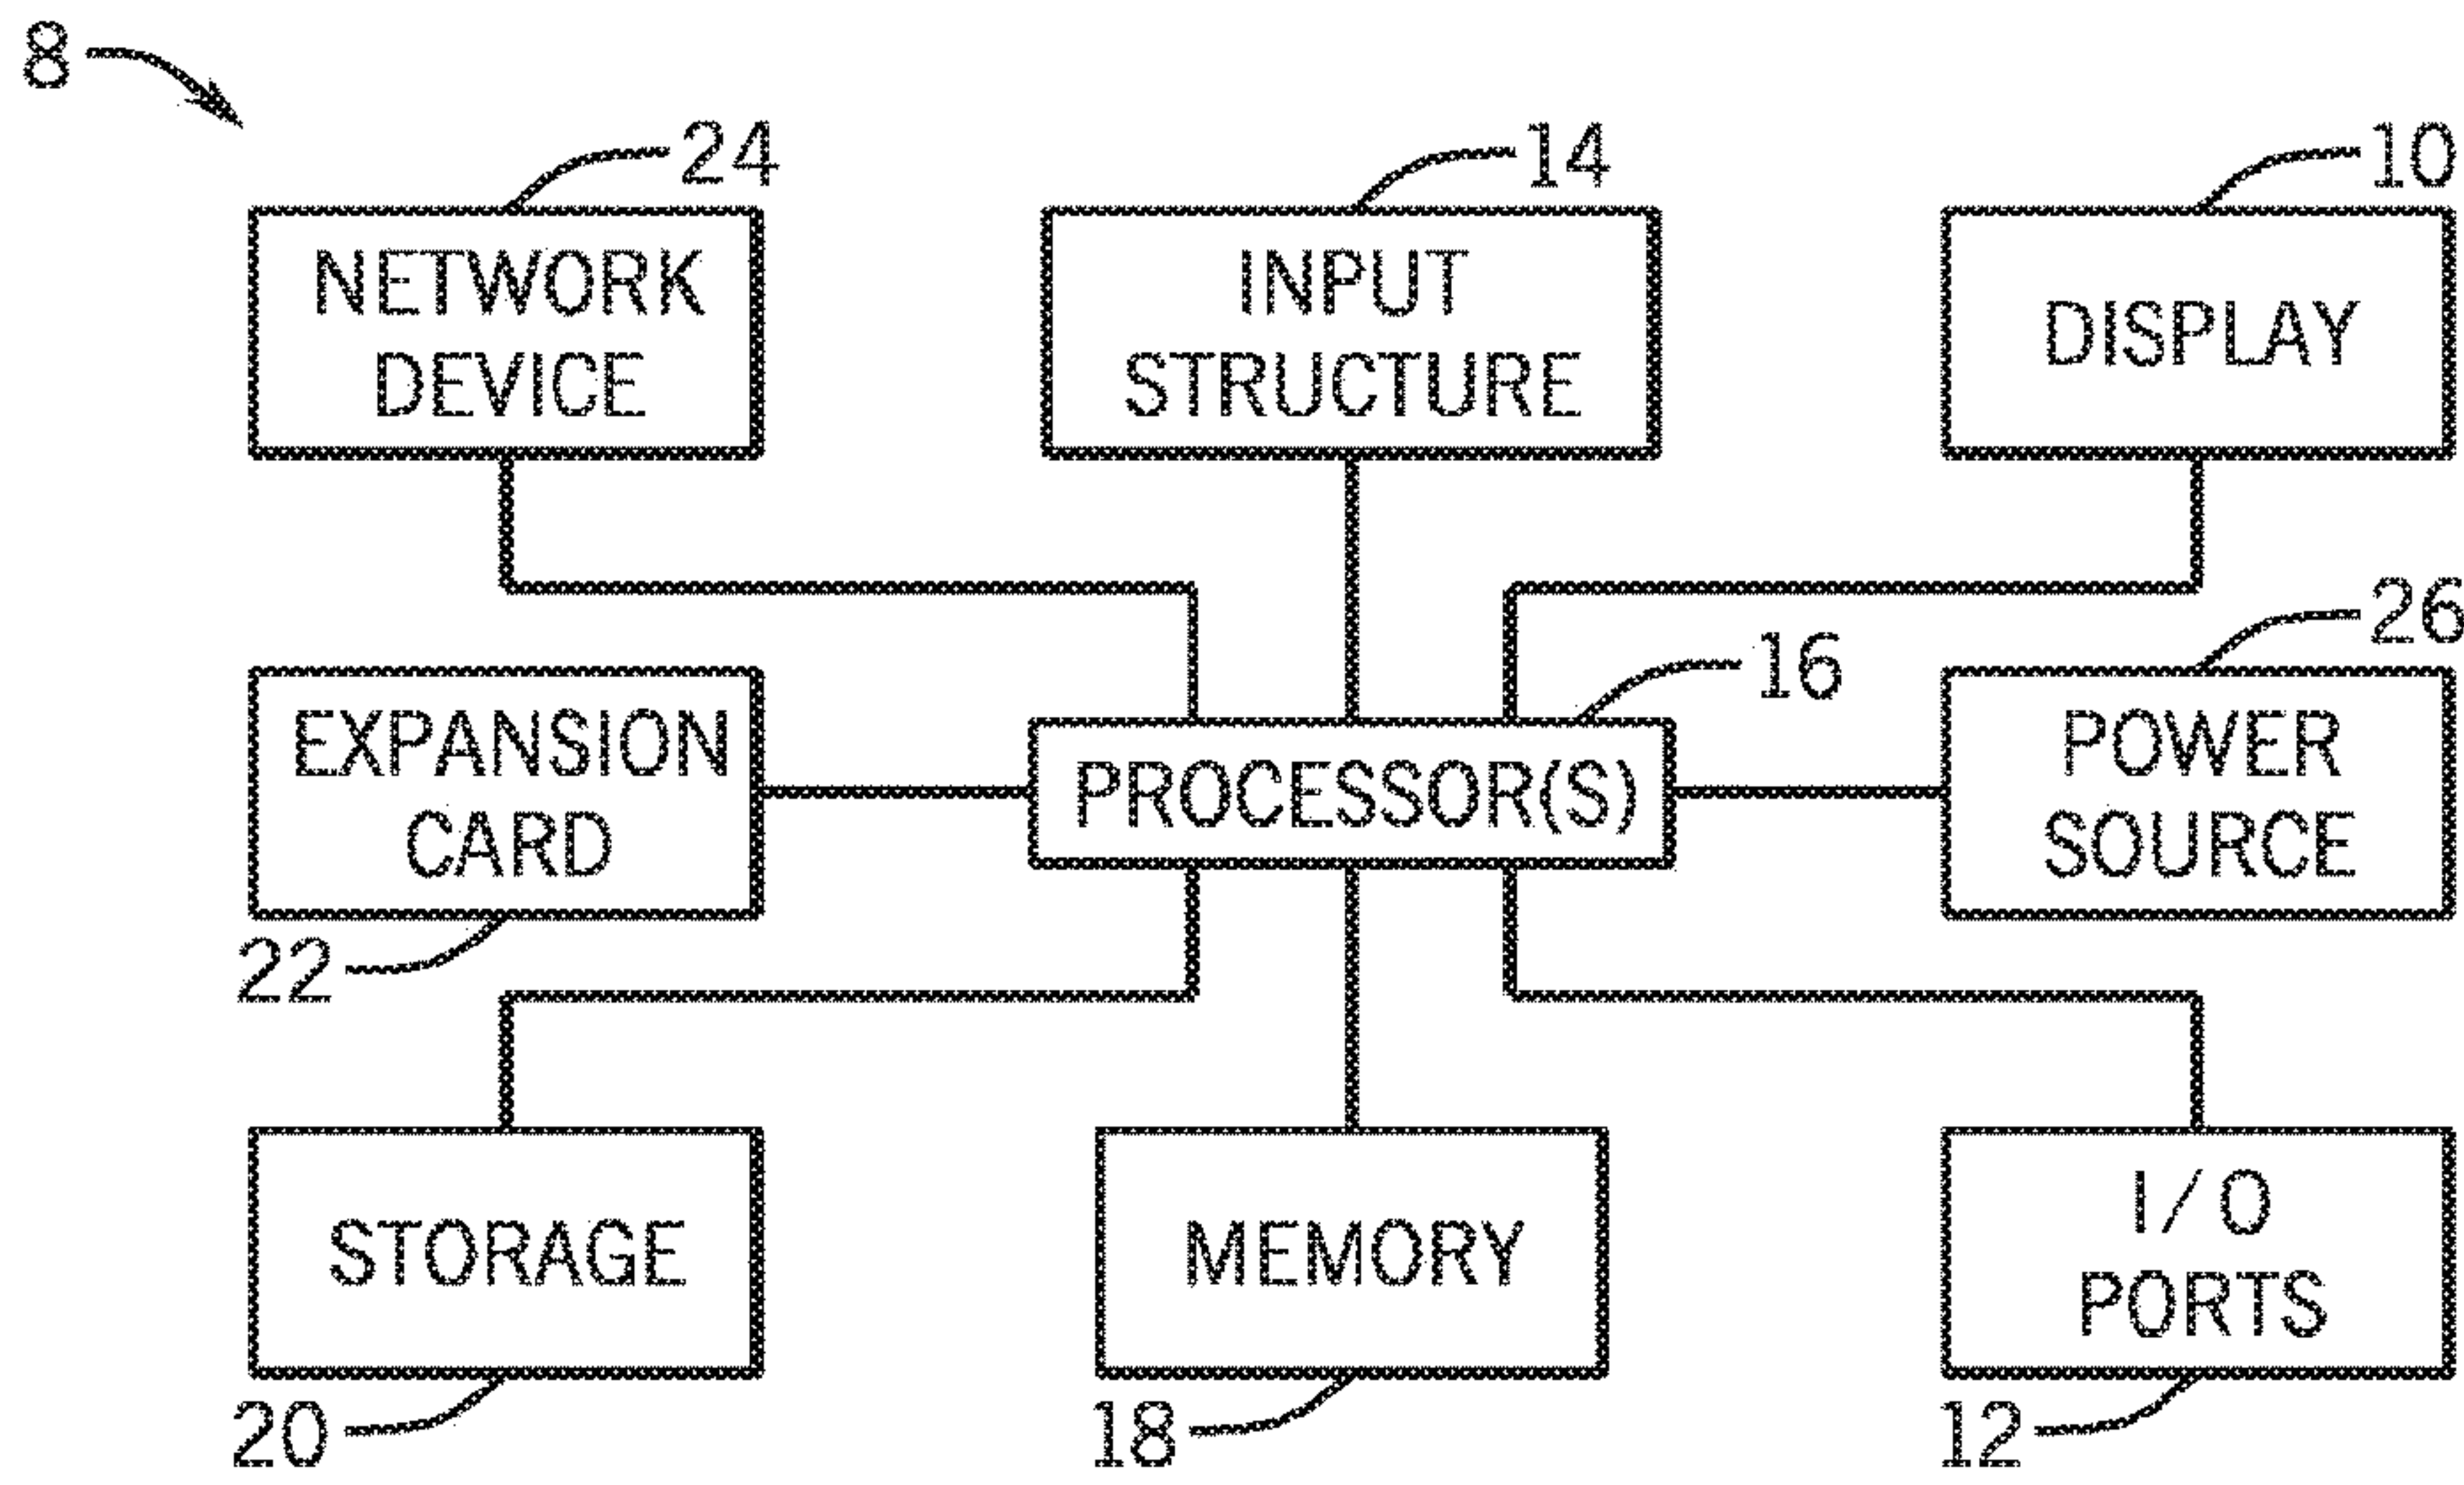 8
24
14
10
NETWORK
DEVICE
INPUT
STRUCTURE
DISPLAY
26
16
EXPANSION
CARD
PROCESSOR(S)
POWER
SOURCE
22
STORAGE
MEMORY
I/O
PORTS
20
18
12